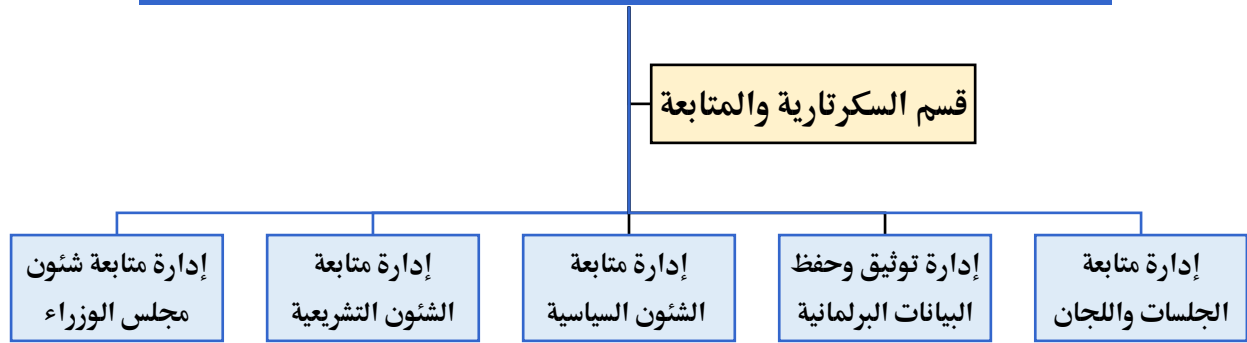 قسم السكرتارية والمتابعة
إدارة متابعة
الجلسات واللجان
إدارة توثيق وحفظ
البيانات البرلمانية
إدارة متابعة
الشئون السياسية
إدارة متابعة
الشئون التشريعية
إدارة متابعة شئون
مجلس الوزراء